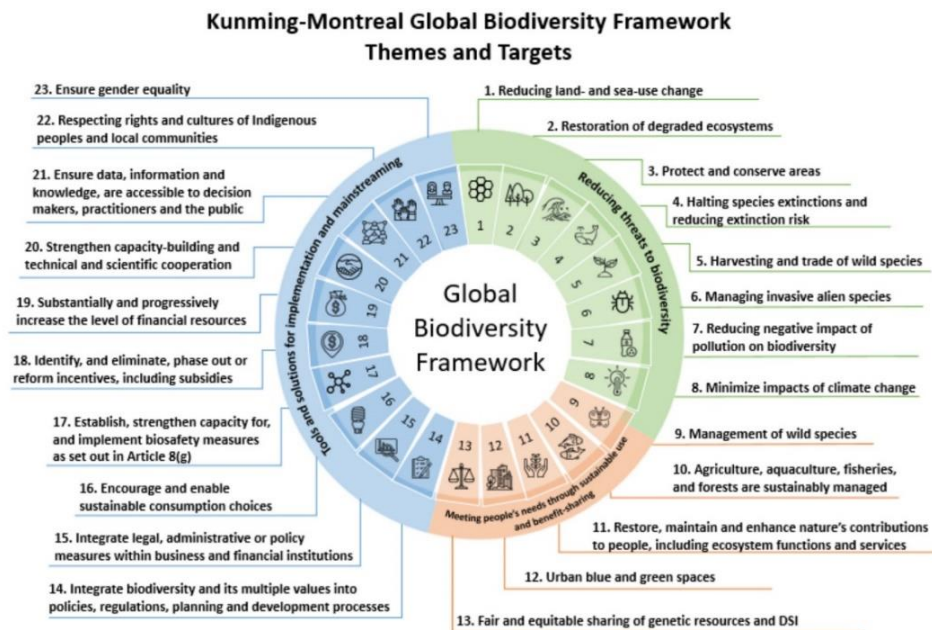 Kunming-Montreal Global Biodiversity Framework
Themes and Targets
23. Ensure gender equality
22. Respecting rights and cultures of Indigenous
peoples and local communities
21. Ensure data, information and
knowledge, are accessible to decision
makers, practitioners and the public
20. Strengthen capacity-building and
technical and scientific cooperation
19. Substantially and progressively
increase the level of financial resources
18. Identify, and eliminate, phase out or
reform incentives, including subsidies
17. Establish, strengthen capacity for,
and implement biosafety measures
as set out in Article 8(g)
16. Encourage and enable
sustainable consumption choices
15. Integrate legal, administrative or policy
measures within business and financial institutions
14. Integrate biodiversity and its multiple values into
policies, regulations, planning and development processes
1. Reducing land- and sea-use change
2. Restoration of degraded ecosystems
3. Protect and conserve areas
4. Halting species extinctions and
reducing extinction risk
5. Harvesting and trade of wild species
6. Managing invasive alien species
7. Reducing negative impact of
pollution on biodiversity
8. Minimize impacts of climate change
9. Management of wild species
10. Agriculture, aquaculture, fisheries,
and forests are sustainably managed
11. Restore, maintain and enhance nature's contributions
to people, including ecosystem functions and services
12. Urban blue and green spaces
13. Fair and equitable sharing of genetic resources and DSI
Tools and solutions for implementation and mainstreaming
Reducing threats to biodiversity
Meeting people's needs through sustainable use
and benefit-sharing
1
2
3
4
5
6
7
8
9
10
11
12
13
14
15
16
17
18
19
20
21
22
23
Global
Biodiversity
Framework